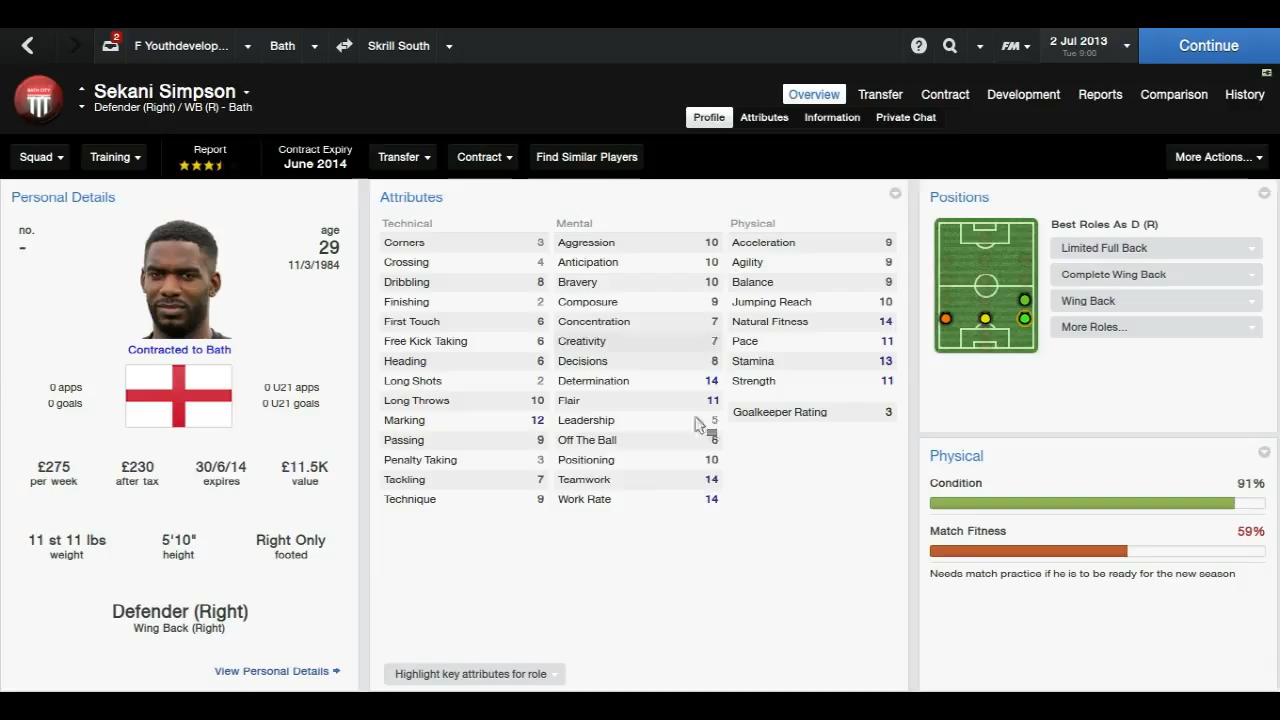 2
F Youthdevelop...
Bath
Skrill South
FM
2 Jul 2013
Tue 9:00
Continue
BATH CITY
Sekani Simpson
Defender (Right) / WB (R) - Bath
Overview Transfer Contract Development Reports Comparison History
Profile Attributes Information Private Chat
Squad
Training
Report
Contract Expiry
June 2014
Transfer
Contract
Find Similar Players
More Actions...
Personal Details
no.
-
age
29
11/3/1984
Contracted to Bath
0 apps
0 goals
0 U21 apps
0 U21 goals
£275
per week
£230
after tax
30/6/14
expires
£11.5K
value
11 st 11 lbs
weight
5'10"
height
Right Only
footed
Defender (Right)
Wing Back (Right)
View Personal Details
Attributes
Technical
Corners 3
Crossing 4
Dribbling 8
Finishing 2
First Touch 6
Free Kick Taking 6
Heading 6
Long Shots 2
Long Throws 10
Marking 12
Passing 9
Penalty Taking 3
Tackling 7
Technique 9
Mental
Aggression 10
Anticipation 10
Bravery 10
Composure 9
Concentration 7
Creativity 7
Decisions 8
Determination 14
Flair 11
Leadership 5
Off The Ball 6
Positioning 10
Teamwork 14
Work Rate 14
Physical
Acceleration 9
Agility 9
Balance 9
Jumping Reach 10
Natural Fitness 14
Pace 11
Stamina 13
Strength 11
Goalkeeper Rating 3
Highlight key attributes for role
Positions
Best Roles As D (R)
Limited Full Back
Complete Wing Back
Wing Back
More Roles...
Physical
Condition 91%
Match Fitness 59%
Needs match practice if he is to be ready for the new season